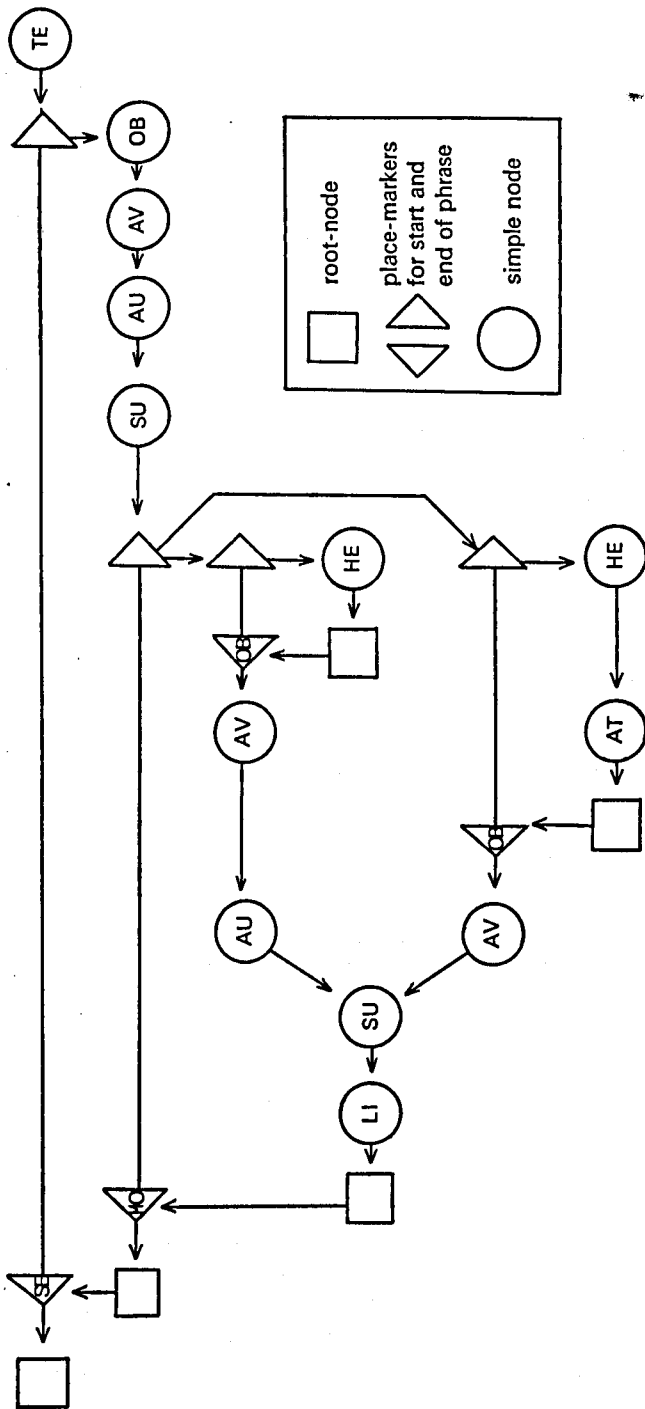 SE TE
SU AU AV OB
AU AV OB
LI SU HE
AV OB
AT HE
root-node
place-markers
for start and
end of phrase
simple node